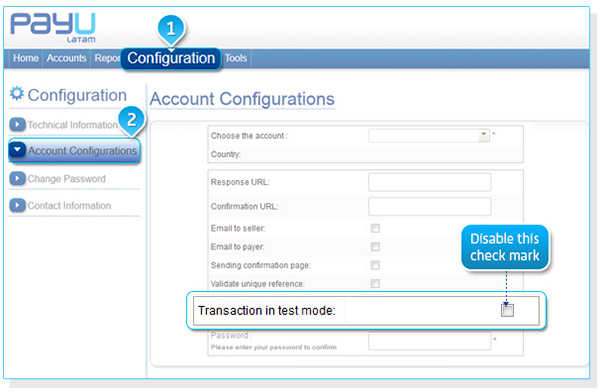 PayU
LATAM
1
Home Accounts Repor Configuration Tools
Configuration
Account Configurations
Technical Information
2
Account Configurations
Change Password
Contact Information
Choose the account : *
Country:
Response URL:
Confirmation URL:
Email to seller:
Email to payer:
Sending confirmation page:
Validate unique reference:
Disable this
check mark
Transaction in test mode:
Password : *
Please enter your password to confirm